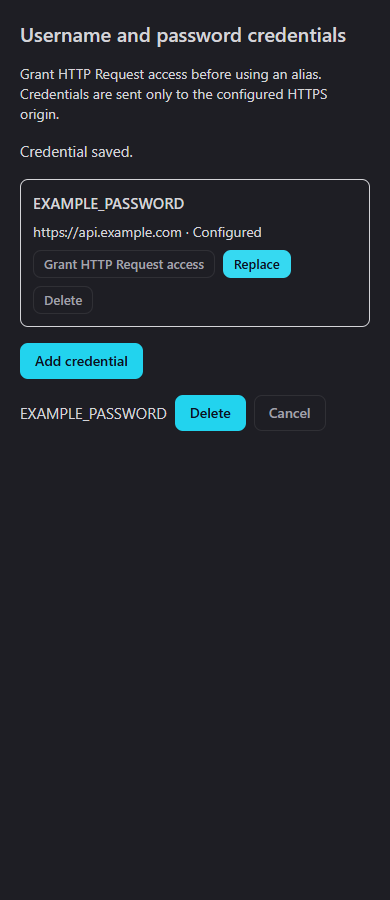 Username and password credentials
Grant HTTP Request access before using an alias.
Credentials are sent only to the configured HTTPS
origin.
Credential saved.
EXAMPLE_PASSWORD
https://api.example.com · Configured
Grant HTTP Request access Replace
Delete
Add credential
EXAMPLE_PASSWORD Delete Cancel